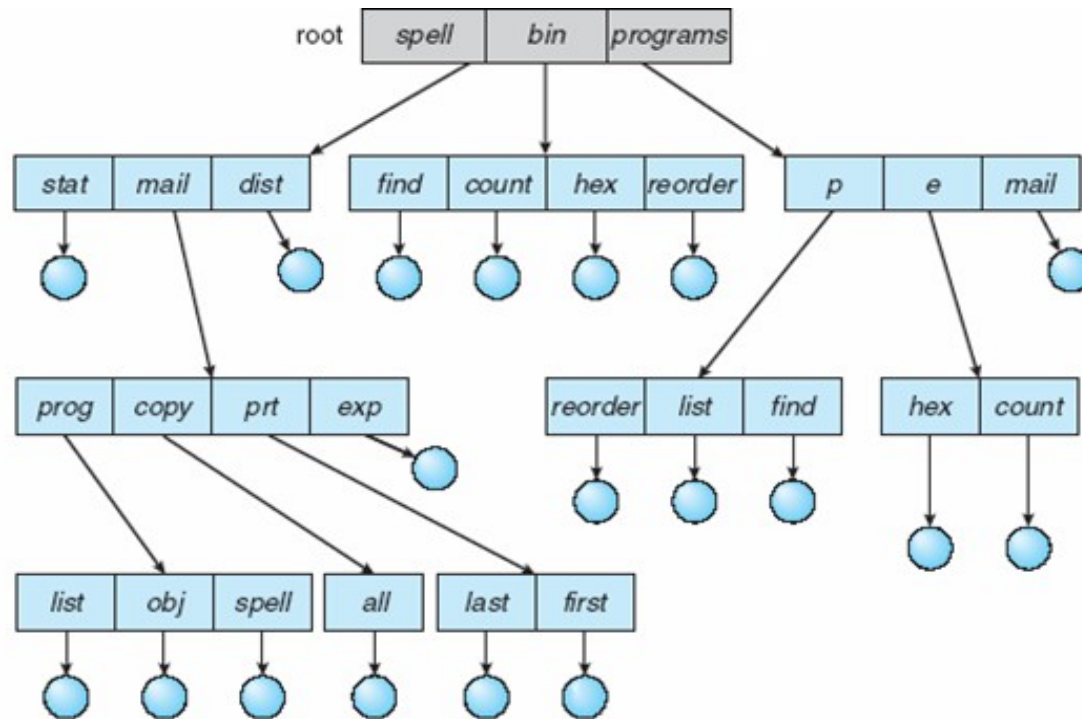 root spell bin programs
stat mail dist find count hex reorder p e mail
prog copy prt exp reorder list find hex count
list obj spell all last first